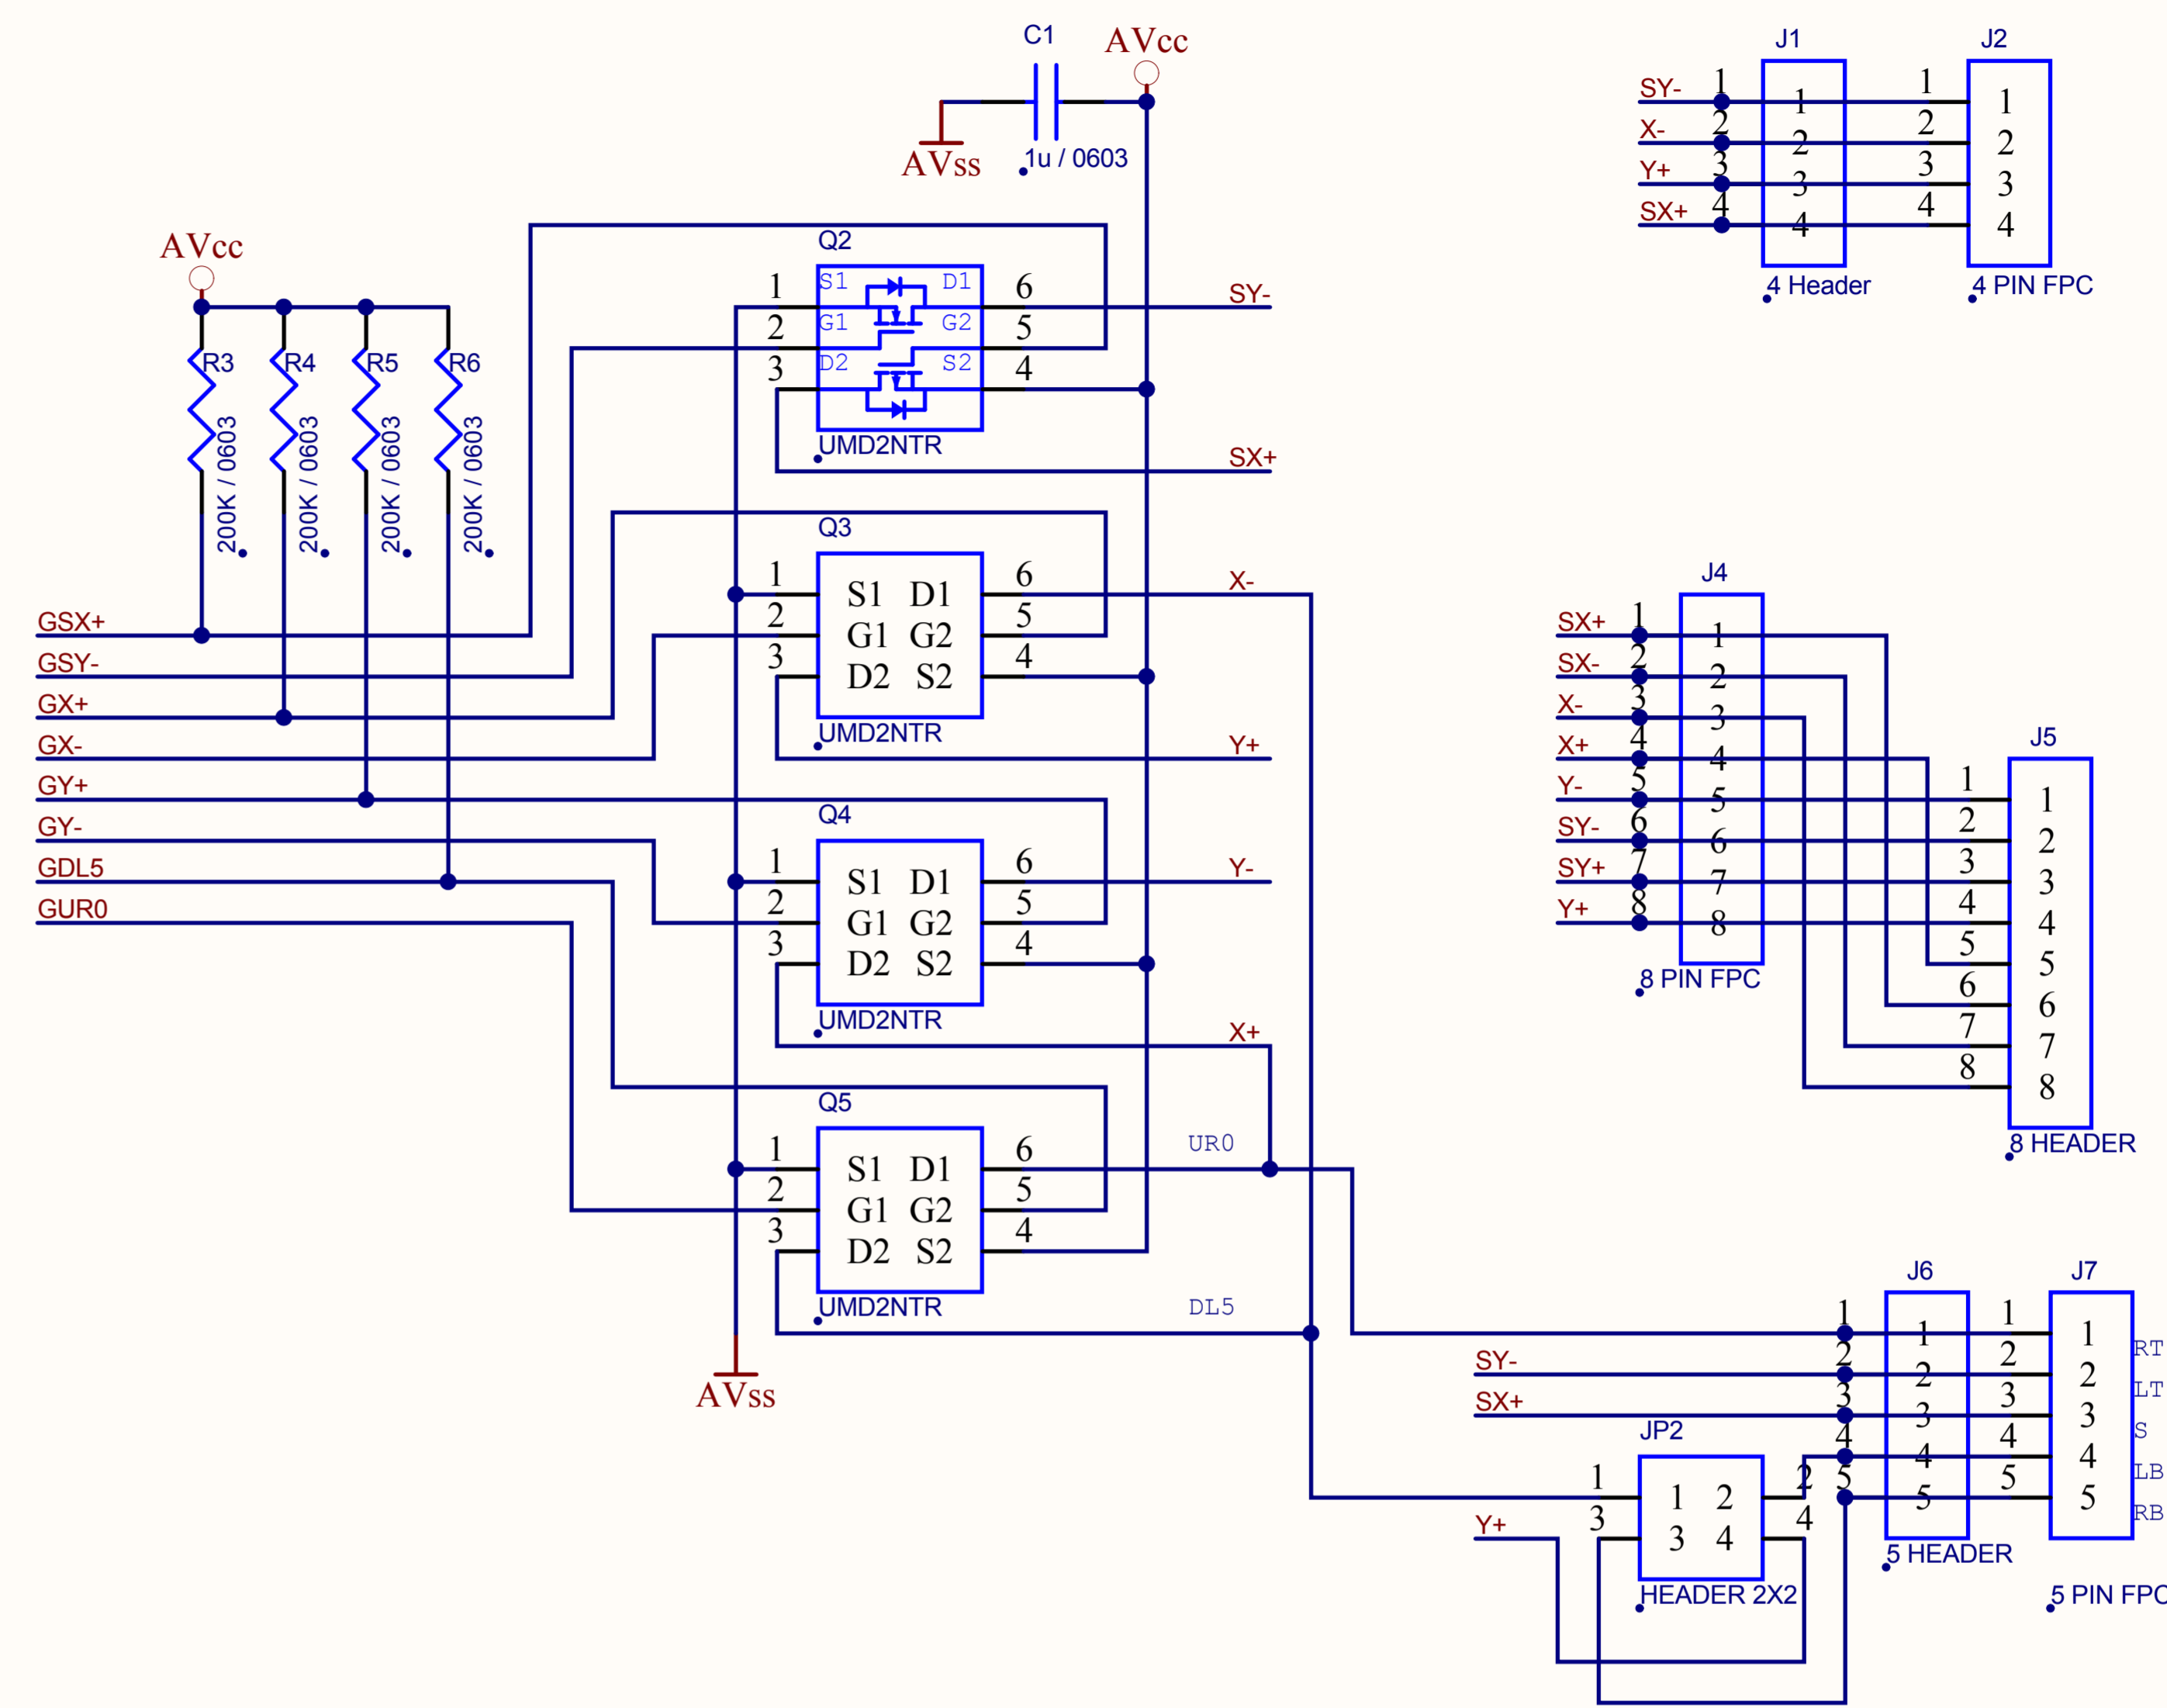 C1
AVcc
AVss
1u / 0603
J1
J2
SY- 1 1 1 1
X- 2 2 2 2
Y+ 3 3 3 3
SX+ 4 4 4 4
4 Header
4 PIN FPC
AVcc
R3
R4
R5
R6
200K / 0603
200K / 0603
200K / 0603
200K / 0603
Q2
1 S1 D1 6 SY-
2 G1 G2 5
3 D2 S2 4
UMD2NTR
SX+
Q3
1 S1 D1 6 X-
2 G1 G2 5
3 D2 S2 4
UMD2NTR
Y+
GSX+
GSY-
GX+
GX-
GY+
GY-
GDL5
GUR0
Q4
1 S1 D1 6 Y-
2 G1 G2 5
3 D2 S2 4
UMD2NTR
X+
Q5
1 S1 D1 6 UR0
2 G1 G2 5
3 D2 S2 4
UMD2NTR
DL5
AVss
J4
SX+ 1 1
SX- 2 2
X- 3 3
X+ 4 4
Y- 5 5
SY- 6 6
SY+ 7 7
Y+ 8 8
8 PIN FPC
J5
1 1
2 2
3 3
4 4
5 5
6 6
7 7
8 8
8 HEADER
J6
J7
1 1 1 1 RT
SY- 2 2 2 2 LT
SX+ 3 3 3 3 S
4 4 4 4 LB
5 5 5 5 RB
5 HEADER
5 PIN FPC
JP2
1 1 2 2
Y+ 3 3 4 4
HEADER 2X2